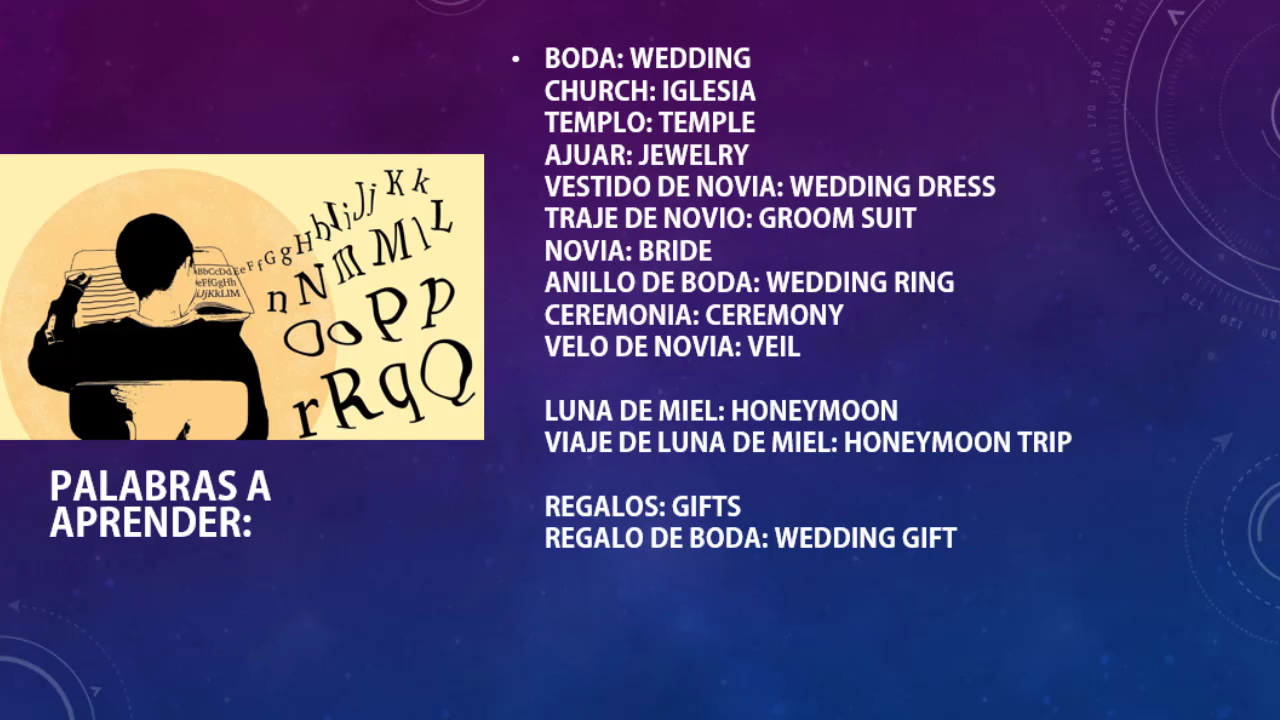 • BODA: WEDDING
CHURCH: IGLESIA
TEMPLO: TEMPLE
AJUAR: JEWELRY
VESTIDO DE NOVIA: WEDDING DRESS
TRAJE DE NOVIO: GROOM SUIT
NOVIA: BRIDE
ANILLO DE BODA: WEDDING RING
CEREMONIA: CEREMONY
VELO DE NOVIA: VEIL
LUNA DE MIEL: HONEYMOON
VIAJE DE LUNA DE MIEL: HONEYMOON TRIP
REGALOS: GIFTS
REGALO DE BODA: WEDDING GIFT
PALABRAS A
APRENDER: